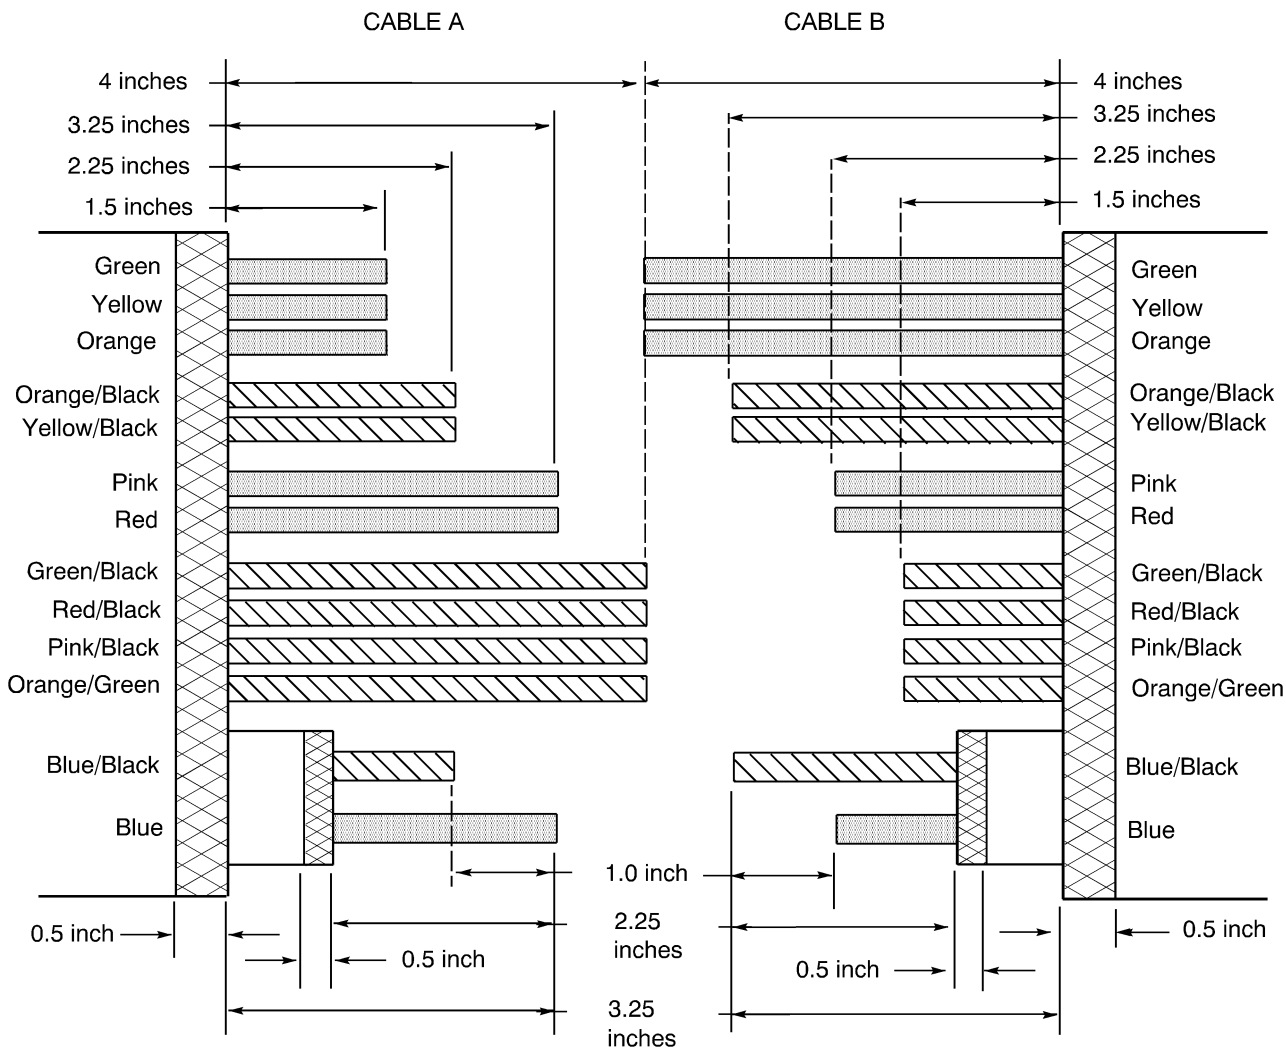 CABLE A CABLE B
4 inches 4 inches
3.25 inches 3.25 inches
2.25 inches 2.25 inches
1.5 inches 1.5 inches
Green Green
Yellow Yellow
Orange Orange
Orange/Black Orange/Black
Yellow/Black Yellow/Black
Pink Pink
Red Red
Green/Black Green/Black
Red/Black Red/Black
Pink/Black Pink/Black
Orange/Green Orange/Green
Blue/Black Blue/Black
Blue Blue
1.0 inch
0.5 inch 2.25 0.5 inch
inches
0.5 inch 0.5 inch
3.25
inches